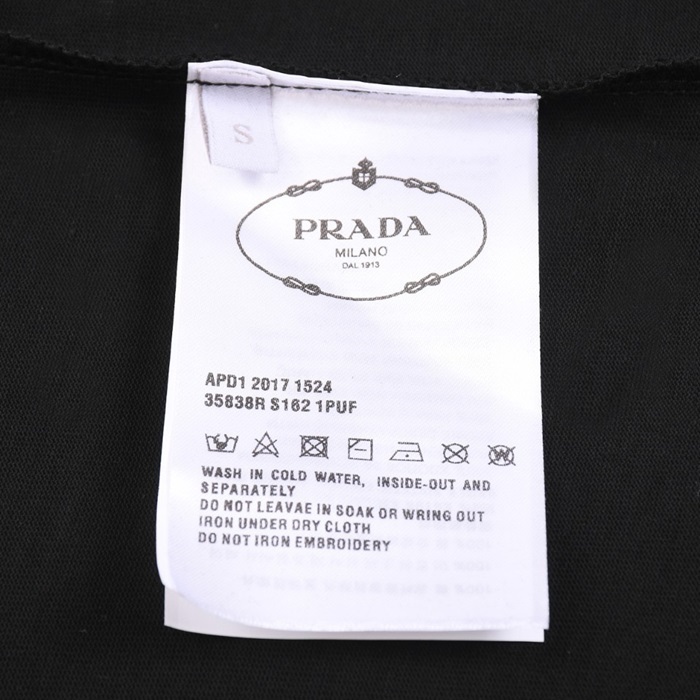 S
PRADA
MILANO
DAL 1913
APD1 2017 1524
35838R S162 1PUF
WASH IN COLD WATER, INSIDE-OUT AND
SEPARATELY
DO NOT LEAVAE IN SOAK OR WRING OUT
IRON UNDER DRY CLOTH
DO NOT IRON EMBROIDERY